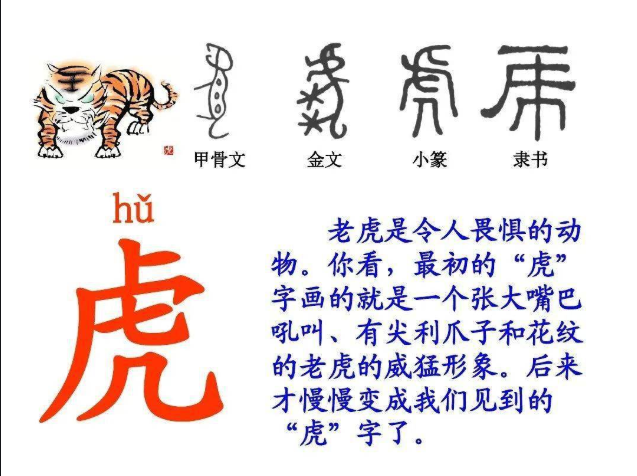 甲骨文 金文 小篆 隶书
hǔ
虎
老虎是令人畏惧的动
物。你看，最初的“虎”
字画的就是一个张大嘴巴
吼叫、有尖利爪子和花纹
的老虎的威猛形象。后来
才慢慢变成我们见到的
“虎”字了。